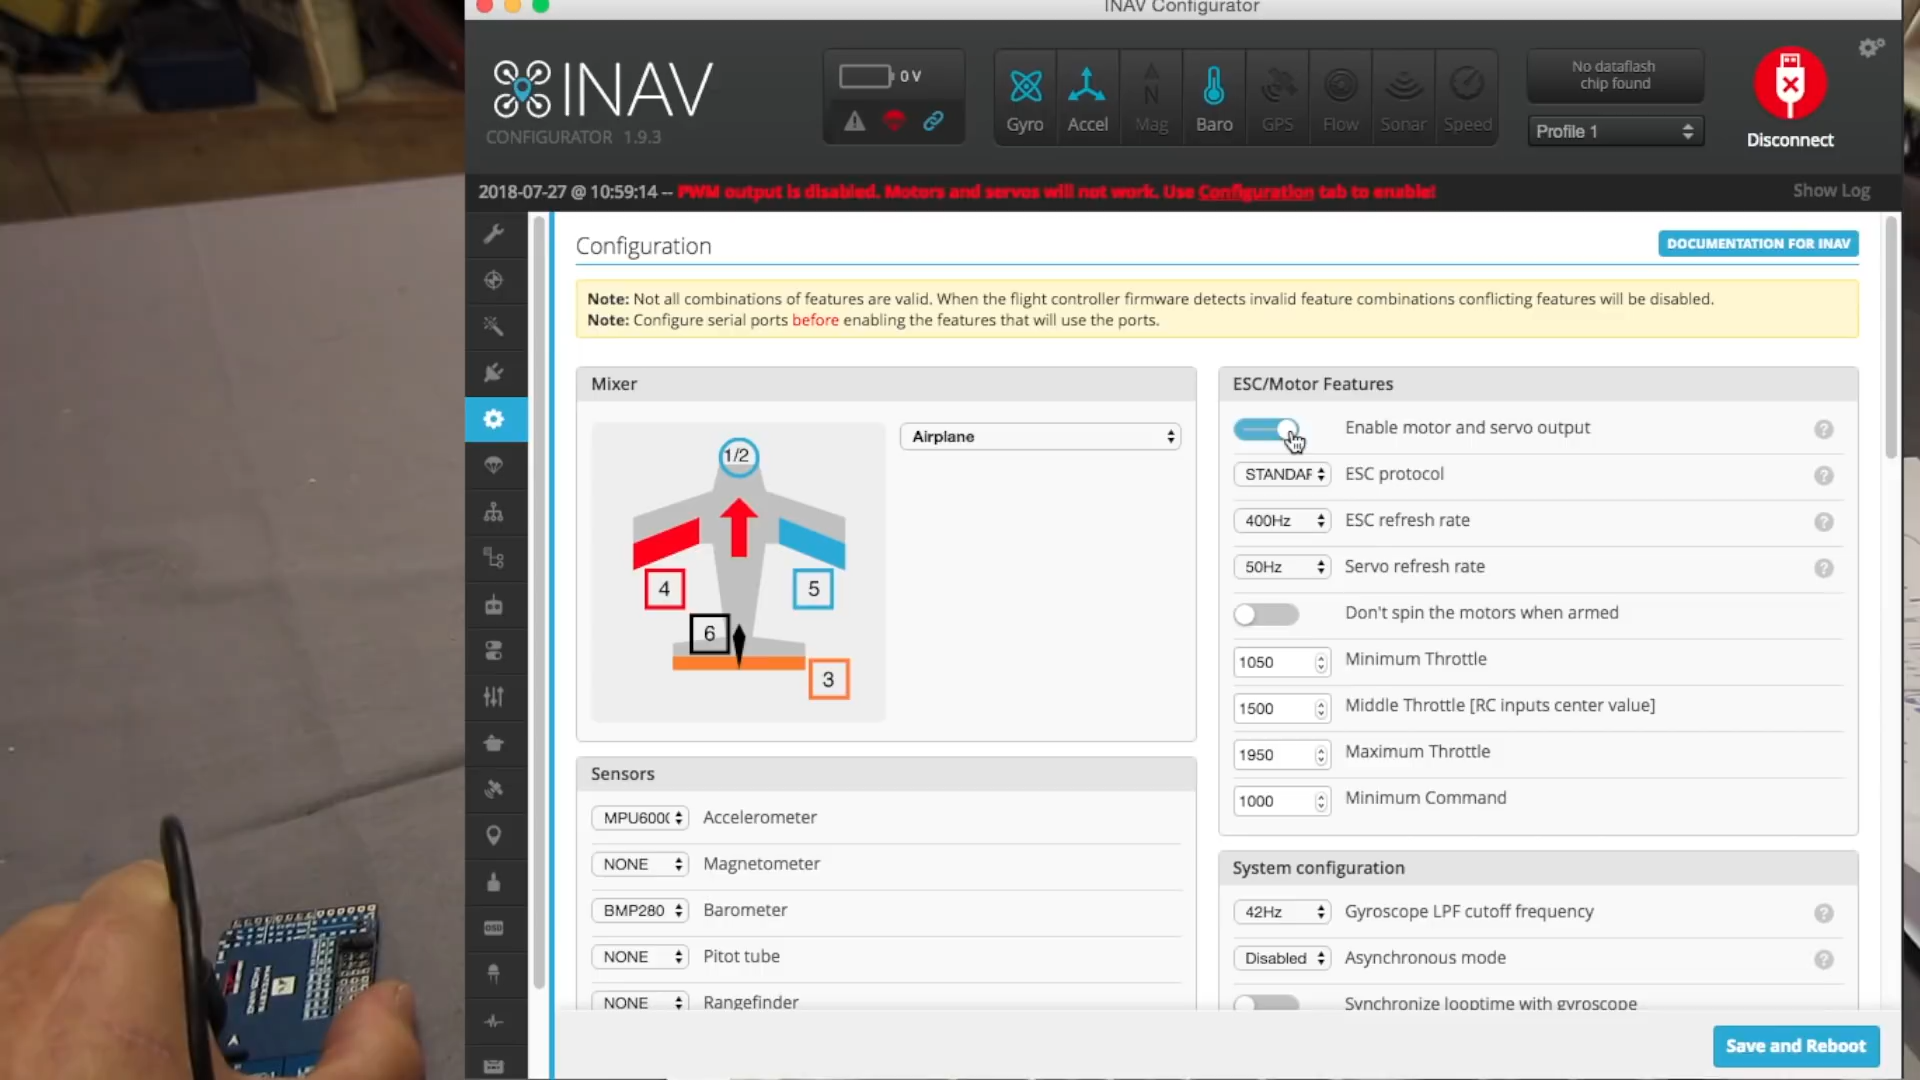 INAV Configurator
INAV
CONFIGURATOR 1.9.3
0 V
Gyro
Accel
Mag
Baro
GPS
Flow
Sonar
Speed
No dataflash
chip found
Profile 1
Disconnect
2018-07-27 @ 10:59:14 -- PWM output is disabled. Motors and servos will not work. Use Configuration tab to enable!
Show Log
Configuration
DOCUMENTATION FOR INAV
Note: Not all combinations of features are valid. When the flight controller firmware detects invalid feature combinations conflicting features will be disabled.
Note: Configure serial ports before enabling the features that will use the ports.
Mixer
1/2
4
5
6
3
Airplane
Sensors
MPU600( Accelerometer
NONE Magnetometer
BMP280 Barometer
NONE Pitot tube
NONE Rangefinder
ESC/Motor Features
Enable motor and servo output
STANDAR ESC protocol
400Hz ESC refresh rate
50Hz Servo refresh rate
Don't spin the motors when armed
1050 Minimum Throttle
1500 Middle Throttle [RC inputs center value]
1950 Maximum Throttle
1000 Minimum Command
System configuration
42Hz Gyroscope LPF cutoff frequency
Disabled Asynchronous mode
Synchronize looptime with gyroscope
Save and Reboot
OSD